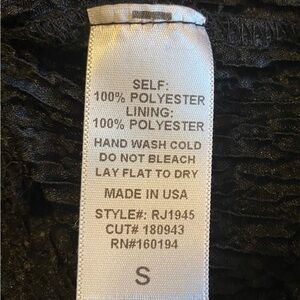 SELF:
100% POLYESTER
LINING:
100% POLYESTER
HAND WASH COLD
DO NOT BLEACH
LAY FLAT TO DRY
MADE IN USA
STYLE#: RJ1945
CUT# 180943
RN#160194
S